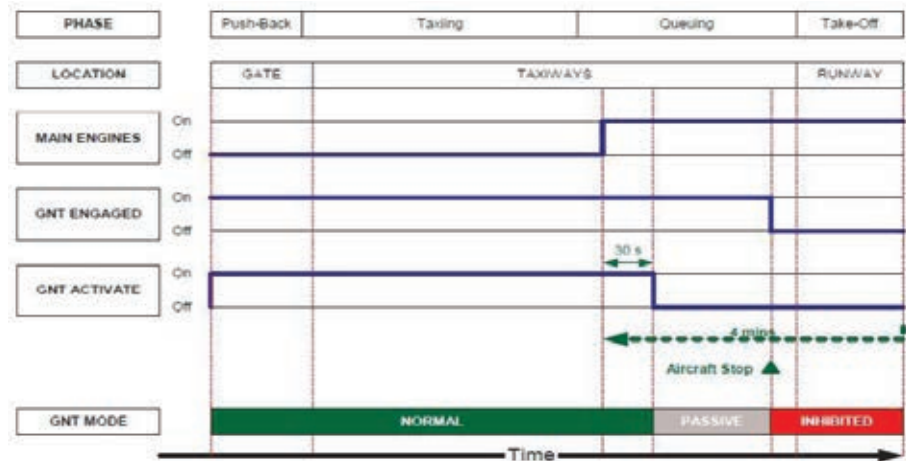 PHASE Push-Back Taxiing Queuing Take-Off
LOCATION GATE TAXIWAYS RUNWAY
MAIN ENGINES On
Off
GNT ENGAGED On
Off
30 s
GNT ACTIVATE On
Off
4 mins
Aircraft Stop
GNT MODE NORMAL PASSIVE INHIBITED
Time